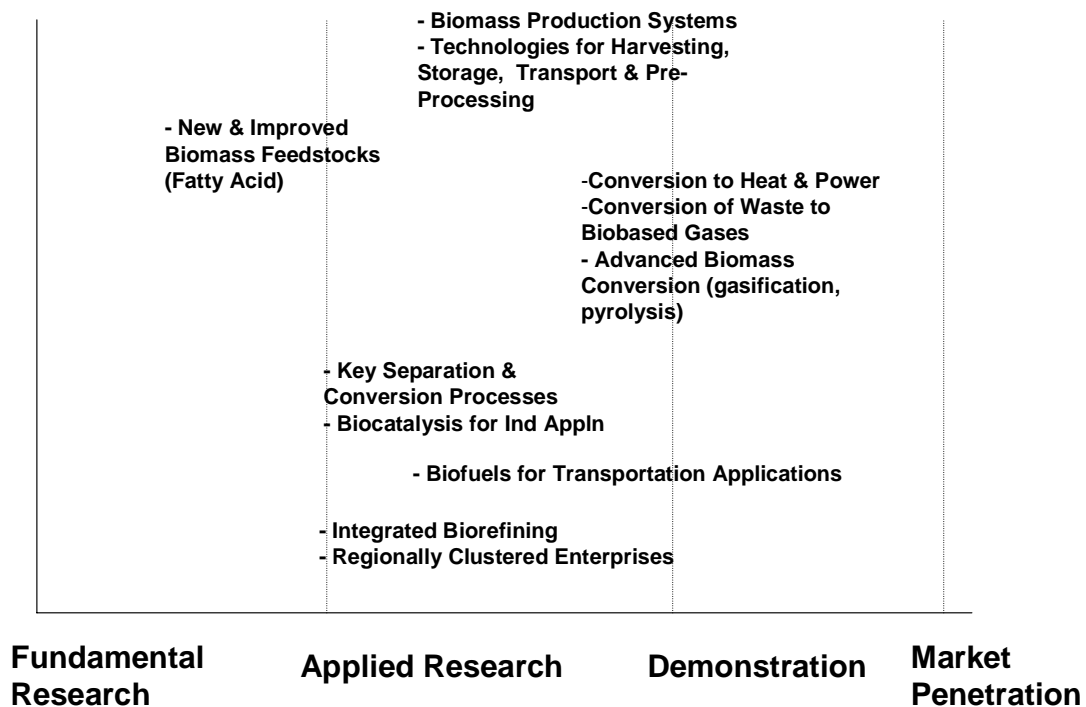 - Biomass Production Systems
- Technologies for Harvesting,
Storage, Transport & Pre-
Processing
- New & Improved
Biomass Feedstocks
(Fatty Acid)
-Conversion to Heat & Power
-Conversion of Waste to
Biobased Gases
- Advanced Biomass
Conversion (gasification,
pyrolysis)
- Key Separation &
Conversion Processes
- Biocatalysis for Ind Appln
- Biofuels for Transportation Applications
- Integrated Biorefining
- Regionally Clustered Enterprises
Fundamental
Research
Applied Research
Demonstration
Market
Penetration